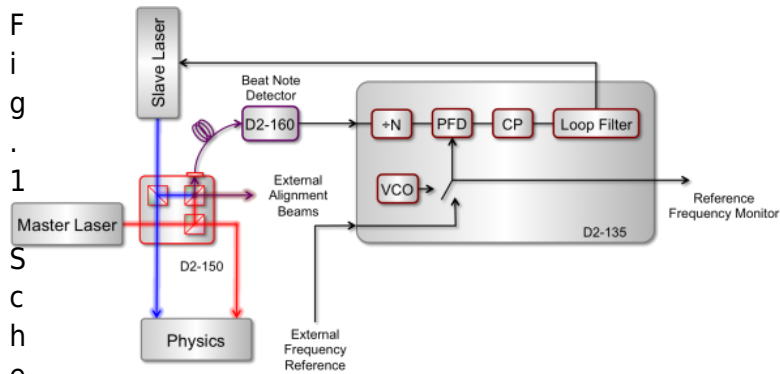 F
i
g
.
1
S
c
h
Slave Laser
Beat Note
Detector
D2-160
÷N
PFD
CP
Loop Filter
VCO
External
Alignment
Beams
Reference
Frequency Monitor
Master Laser
D2-135
D2-150
Physics
External
Frequency
Reference